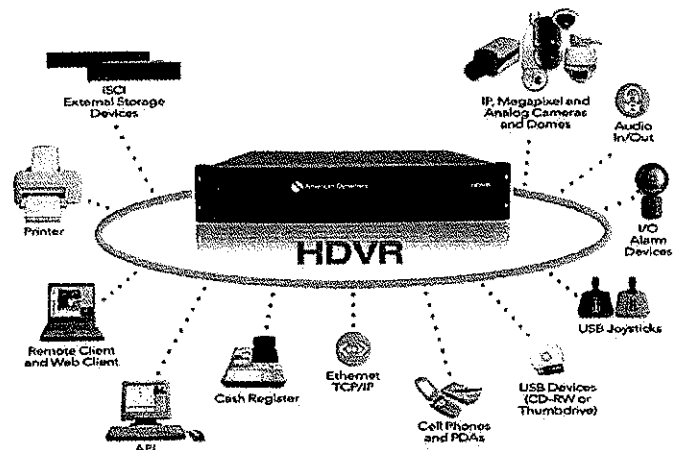 ISCI
External Storage
Devices
IP, Megapixel and
Analog Cameras
and Domes
Audio
In/Out
American Dynamics
HDVR
Printer
I/O
Alarm
Devices
USB Joysticks
Remote Client
and Web Client
Cash Register
Ethernet
TCP/IP
USB Devices
(CD-RW or
Thumbdrive)
Cell Phones
and PDAs
API